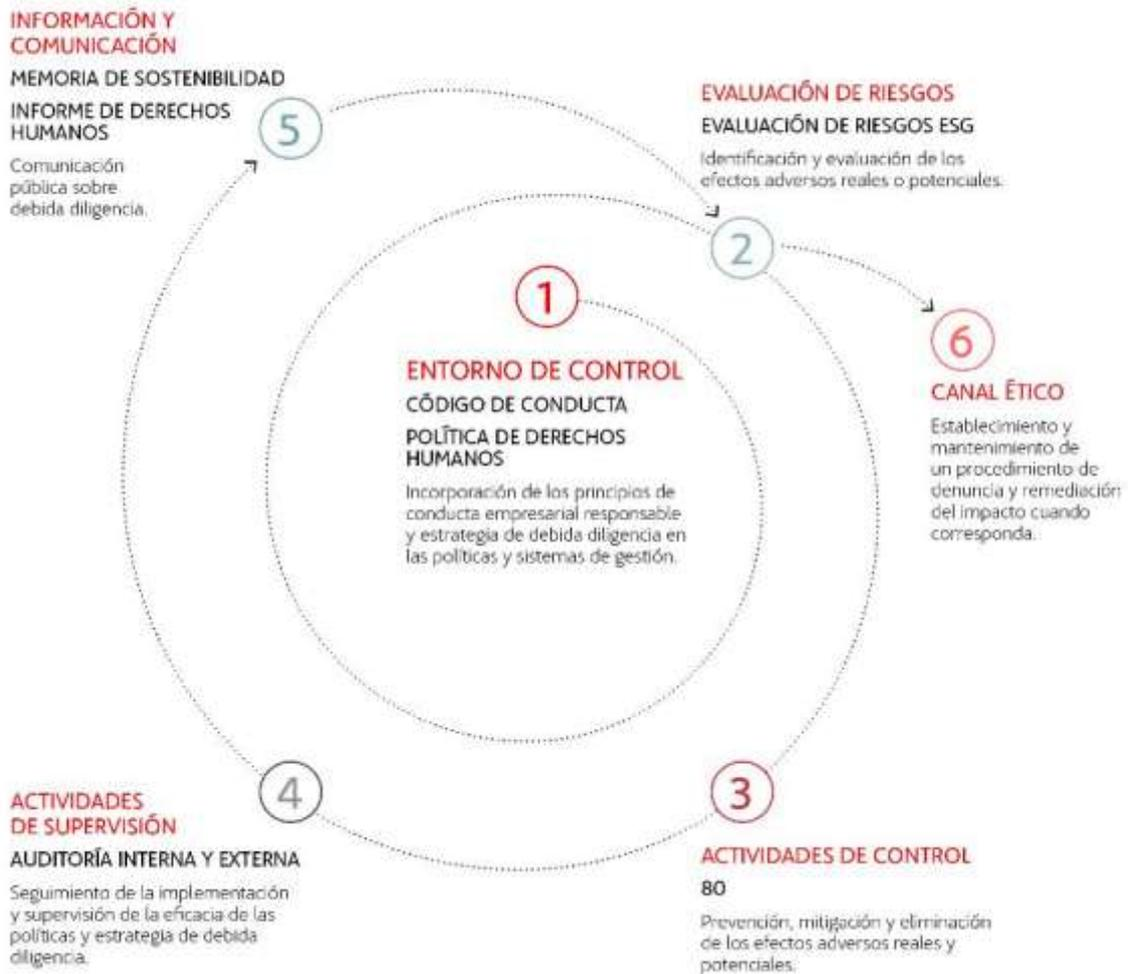 INFORMACIÓN Y
COMUNICACIÓN
MEMORIA DE SOSTENIBILIDAD
INFORME DE DERECHOS
HUMANOS
Comunicación
pública sobre
debida diligencia.
5
EVALUACIÓN DE RIESGOS
EVALUACIÓN DE RIESGOS ESG
Identificación y evaluación de los
efectos adversos reales o potenciales.
2
1
ENTORNO DE CONTROL
CÓDIGO DE CONDUCTA
POLÍTICA DE DERECHOS
HUMANOS
Incorporación de los principios de
conducta empresarial responsable
y estrategia de debida diligencia en
las políticas y sistemas de gestión.
6
CANAL ÉTICO
Establecimiento y
mantenimiento de
un procedimiento de
denuncia y remediación
del impacto cuando
corresponda.
4
ACTIVIDADES
DE SUPERVISIÓN
AUDITORÍA INTERNA Y EXTERNA
Seguimiento de la implementación
y supervisión de la eficacia de las
políticas y estrategia de debida
diligencia.
3
ACTIVIDADES DE CONTROL
80
Prevención, mitigación y eliminación
de los efectos adversos reales y
potenciales.